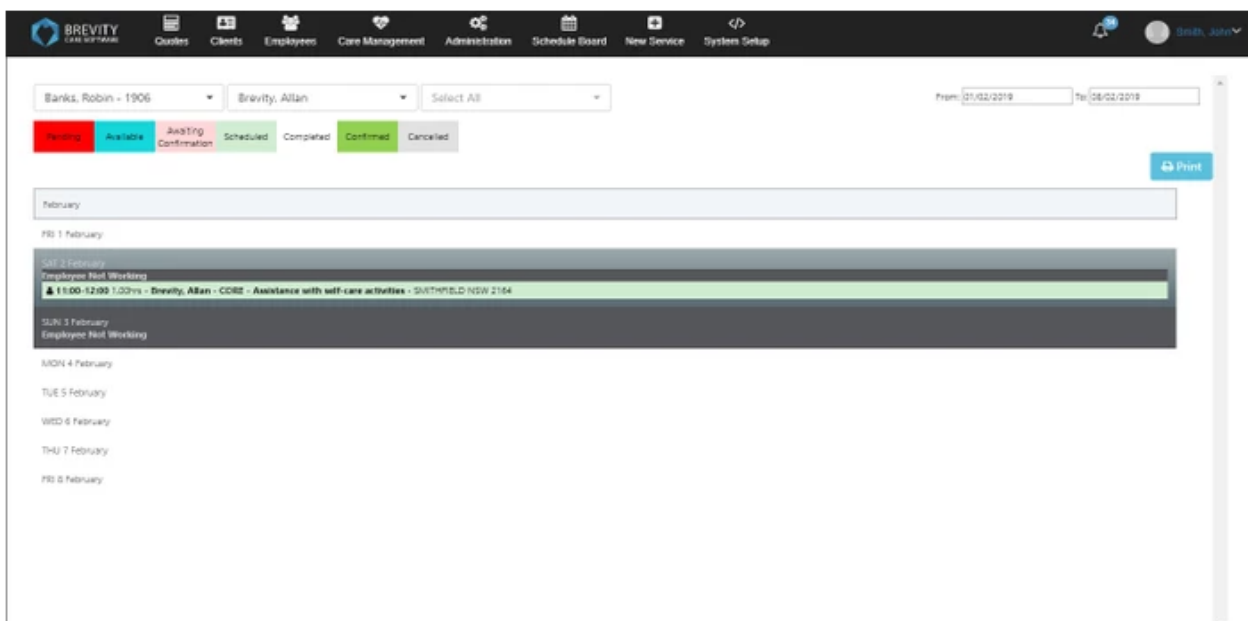 BREVITY
CARE SOFTWARE
Quotes
Clients
Employees
Care Management
Administration
Schedule Board
New Service
System Setup
Smith, John
Banks, Robin - 1906
Brevity, Allan
Select All
From: 01/02/2019
To: 08/02/2019
Pending
Available
Awaiting
Confirmation
Scheduled
Completed
Confirmed
Cancelled
Print
February
FRI 1 February
SAT 2 February
Employee Not Working
11:00-12:00 1.00hrs - Brevity, Allan - CORE - Assistance with self-care activities - SMITHFIELD NSW 2164
SUN 3 February
Employee Not Working
MON 4 February
TUE 5 February
WED 6 February
THU 7 February
FRI 8 February